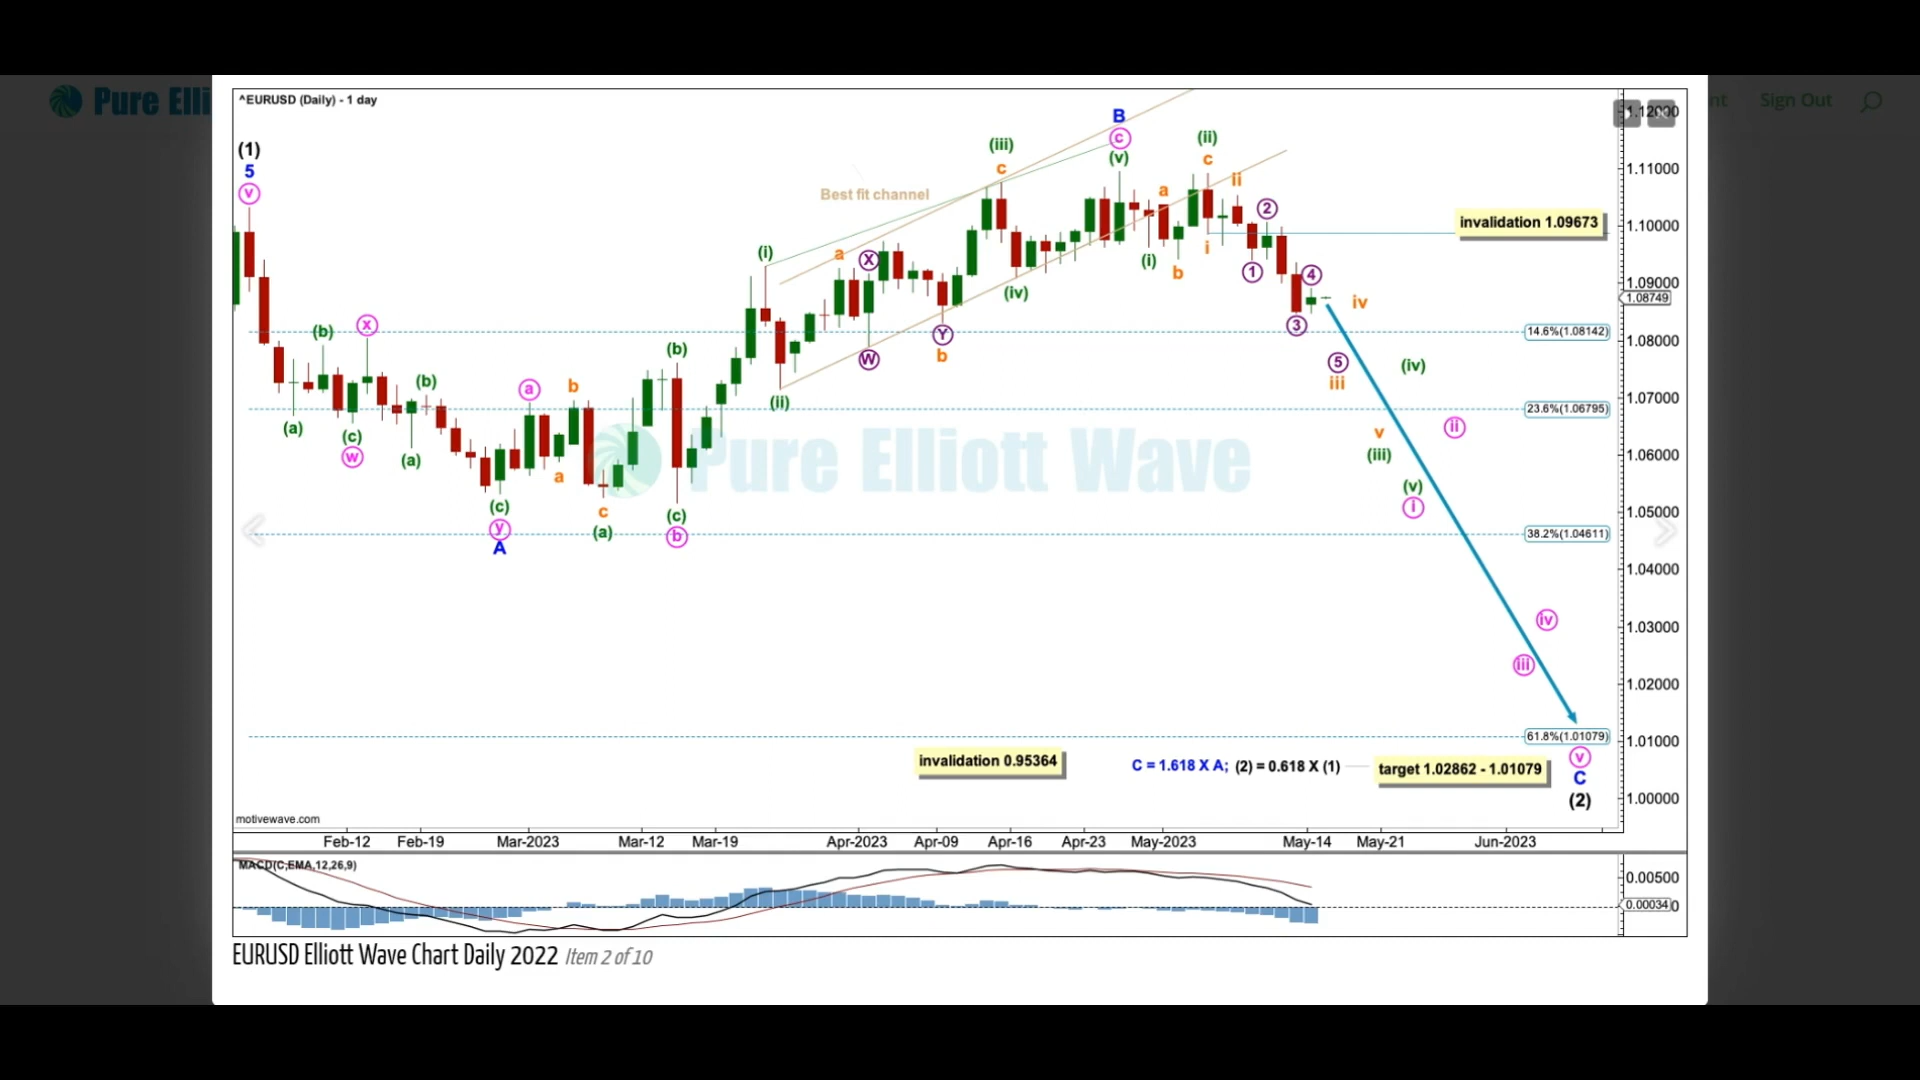 Pure Elli
nt
Sign Out
^EURUSD (Daily) - 1 day
1.12000
B
(1)
5
v
(iii)
c
c
(v)
(ii)
c
1.11000
Best fit channel
a
ii
2
invalidation 1.09673
1.10000
(i)
a
X
(i)
b
i
1
4
1.09000
(iv)
iv
1.08749
3
(b)
x
Y
b
W
14.6%(1.08142)
1.08000
(b)
5
iii
(iv)
(b)
a
b
(ii)
1.07000
23.6%(1.06795)
(a)
(c)
w
(a)
v
(iii)
ii
Pure Elliott Wave
1.06000
a
(c)
y
A
c
(a)
(c)
b
(v)
i
1.05000
38.2%(1.04611)
1.04000
iv
1.03000
iii
1.02000
61.8%(1.01079)
1.01000
invalidation 0.95364
C = 1.618 X A; (2) = 0.618 X (1)
target 1.02862 - 1.01079
v
C
(2)
1.00000
motivewave.com
Feb-12 Feb-19 Mar-2023 Mar-12 Mar-19 Apr-2023 Apr-09 Apr-16 Apr-23 May-2023 May-14 May-21 Jun-2023
MACD(C,EMA,12,26,9)
0.00500
0.00034
0
EURUSD Elliott Wave Chart Daily 2022 Item 2 of 10